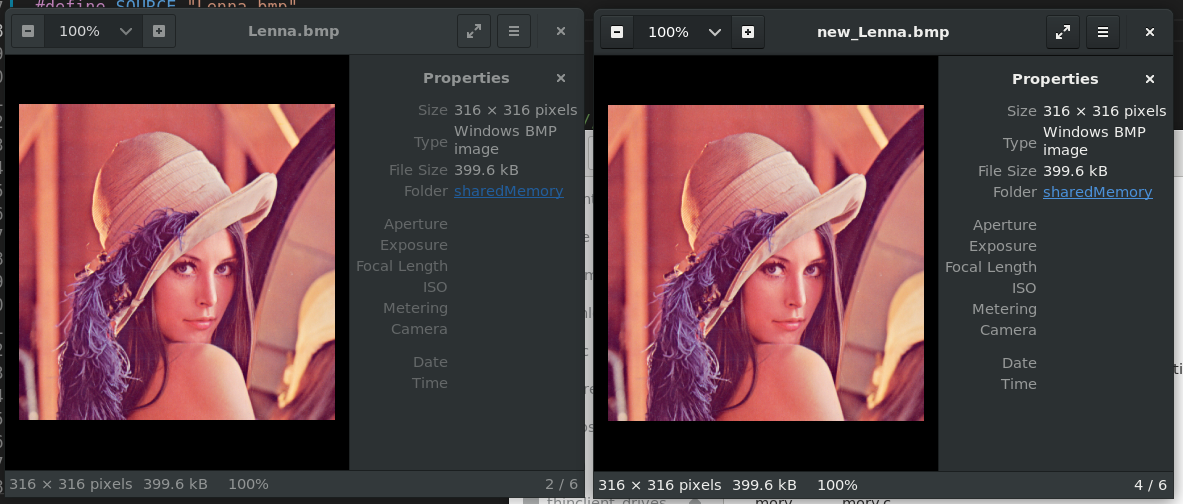 #define SOURCE "Lenna.bmp"
100%
Lenna.bmp
Properties
Size 316 × 316 pixels
Type Windows BMP
image
File Size 399.6 kB
Folder sharedMemory
Aperture
Exposure
Focal Length
ISO
Metering
Camera
Date
Time
316 × 316 pixels 399.6 kB 100% 2 / 6
100%
new_Lenna.bmp
Properties
Size 316 × 316 pixels
Type Windows BMP
image
File Size 399.6 kB
Folder sharedMemory
Aperture
Exposure
Focal Length
ISO
Metering
Camera
Date
Time
316 × 316 pixels 399.6 kB 100% 4 / 6
thinclient_drives